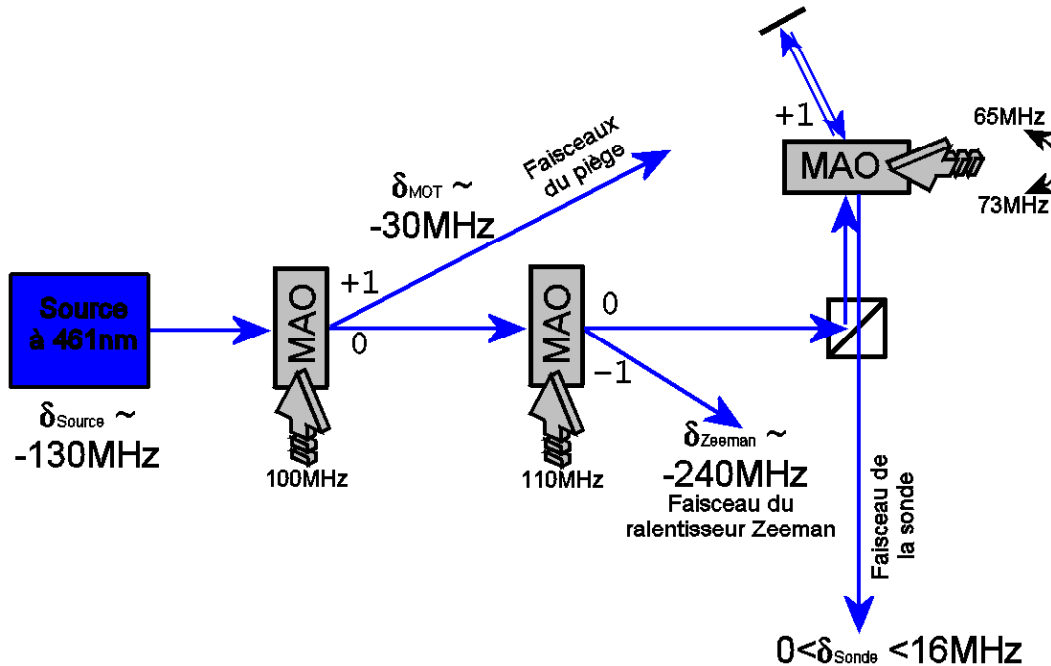 +1
65MHz
MAO
73MHz
Faisceaux
du piège
δMOT ~
-30MHz
Source
à 461nm
MAO
+1
0
MAO
0
-1
δSource ~
-130MHz
100MHz
110MHz
δZeeman ~
-240MHz
Faisceau du
ralentisseur Zeeman
Faisceau de
la sonde
0<δSonde <16MHz